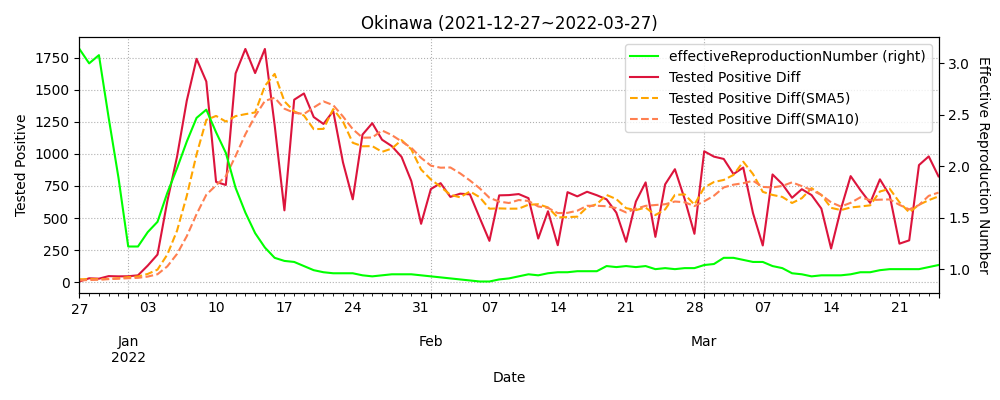 Okinawa (2021-12-27~2022-03-27)
effectiveReproductionNumber (right)
Tested Positive Diff
Tested Positive Diff(SMA5)
Tested Positive Diff(SMA10)
Tested Positive
1750
1500
1250
1000
750
500
250
0
3.0
2.5
2.0
1.5
1.0
Effective Reproduction Number
27 03 10 17 24 31 07 14 21 28 07 14 21
Jan Feb Mar
2022
Date